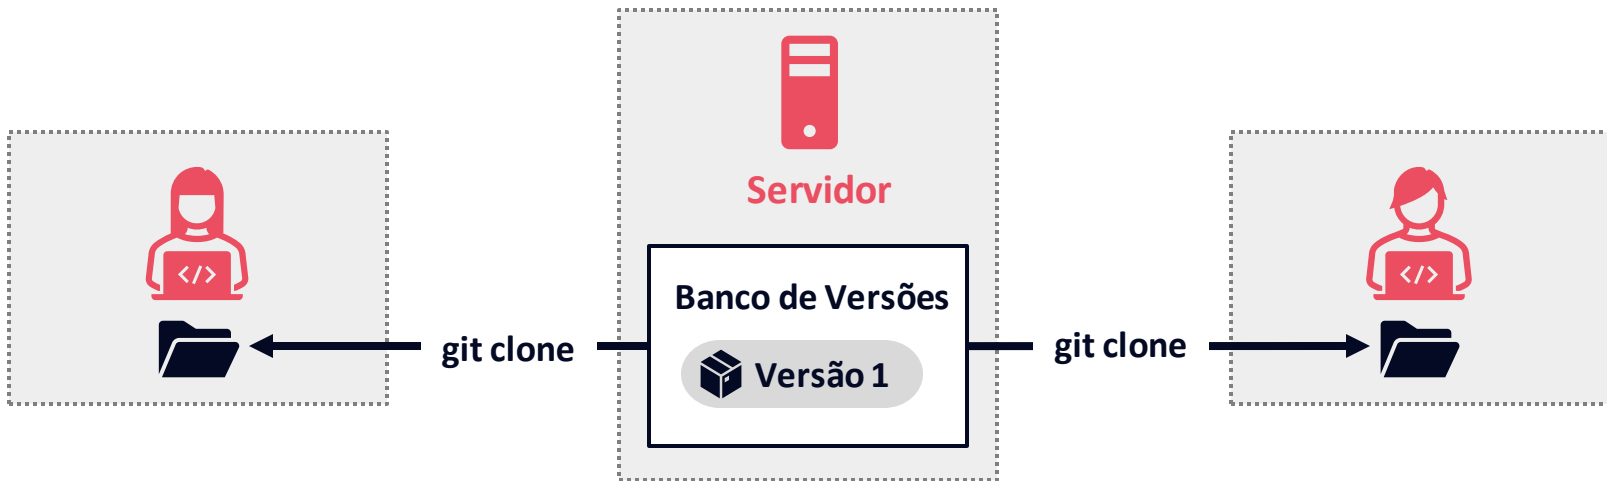 Servidor
Banco de Versões
git clone
git clone
Versão 1